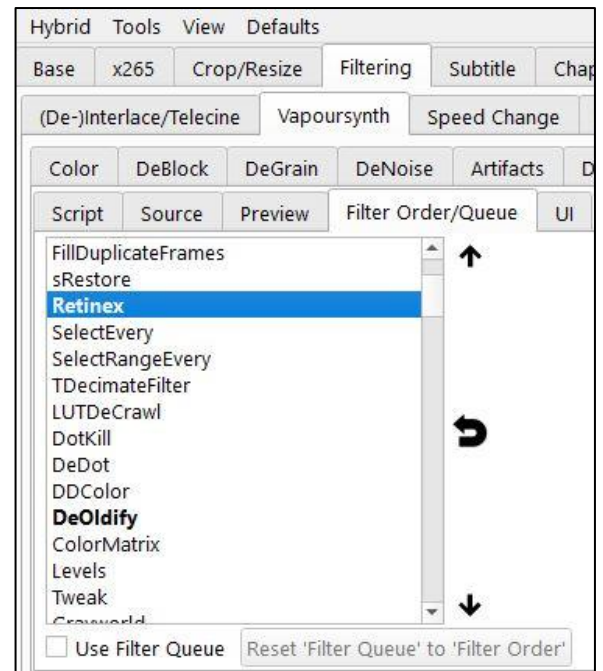 Hybrid Tools View Defaults
Base x265 Crop/Resize Filtering Subtitle Chap
(De-)Interlace/Telecine Vapoursynth Speed Change
Color DeBlock DeGrain DeNoise Artifacts D
Script Source Preview Filter Order/Queue UI
FillDuplicateFrames
sRestore
Retinex
SelectEvery
SelectRangeEvery
TDecimateFilter
LUTDeCrawl
DotKill
DeDot
DDColor
DeOldify
ColorMatrix
Levels
Tweak
Use Filter Queue Reset 'Filter Queue' to 'Filter Order'